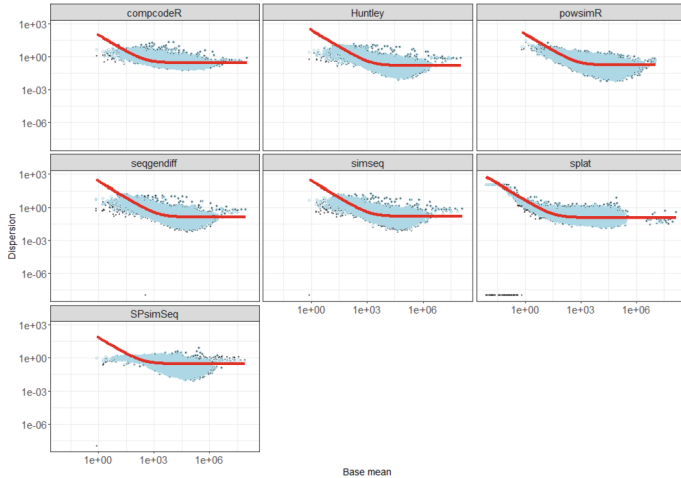 compcodeR Huntley powsimR
1e+03
1e+00
1e-03
1e-06
seqgendiff simseq splat
1e+03
1e+00
1e-03
1e-06
Dispersion
1e+00 1e+03 1e+06 1e+00 1e+03 1e+06
SPsimSeq
1e+03
1e+00
1e-03
1e-06
1e+00 1e+03 1e+06
Base mean